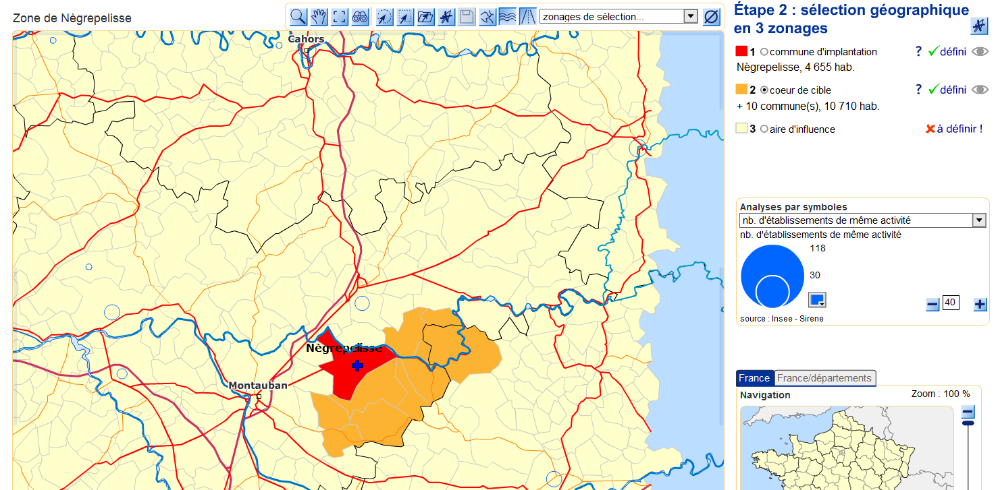 Zone de Nègrepelisse
zonages de sélection...
Cahors
Nègrepelisse
Montauban
Étape 2 : sélection géographique
en 3 zonages
1 commune d'implantation ? défini
Nègrepelisse, 4 655 hab.
2 coeur de cible ? défini
+ 10 commune(s), 10 710 hab.
3 aire d'influence à définir !
Analyses par symboles
nb. d'établissements de même activité
nb. d'établissements de même activité
118
30
40
source : Insee - Sirene
France France/départements
Navigation Zoom : 100 %